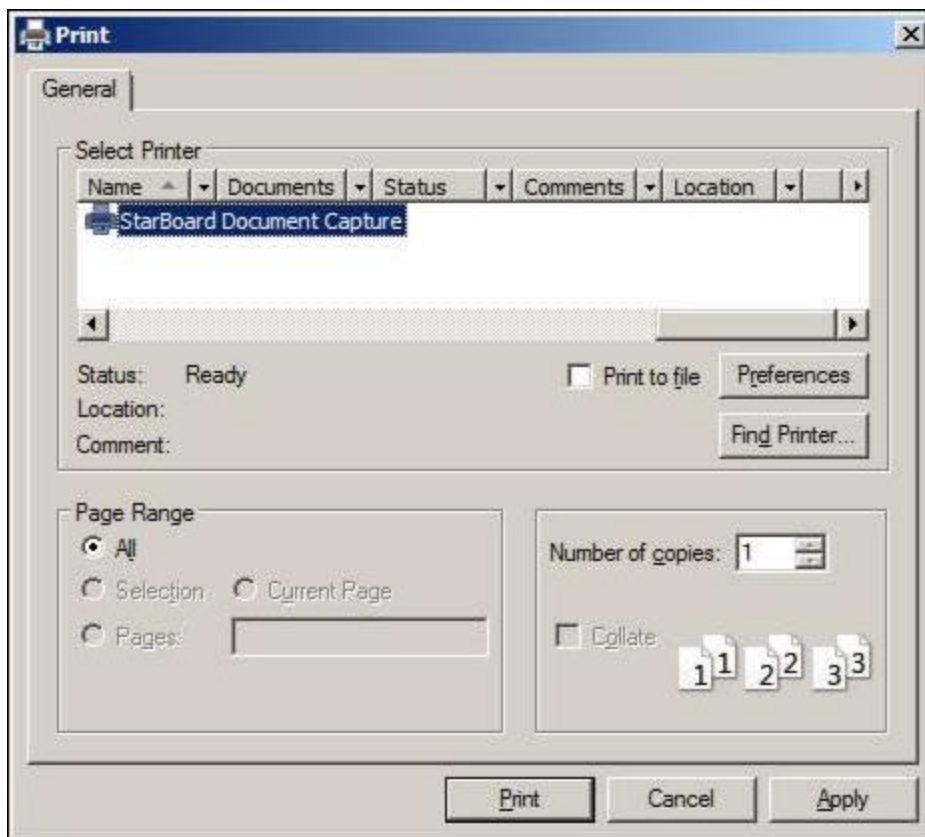 Print
General
Select Printer
Name Documents Status Comments Location
StarBoard Document Capture
Status: Ready
Print to file
Preferences
Location:
Comment:
Find Printer...
Page Range
All
Selection Current Page
Pages:
Number of copies: 1
Collate
1 1 2 2 3 3
Print Cancel Apply